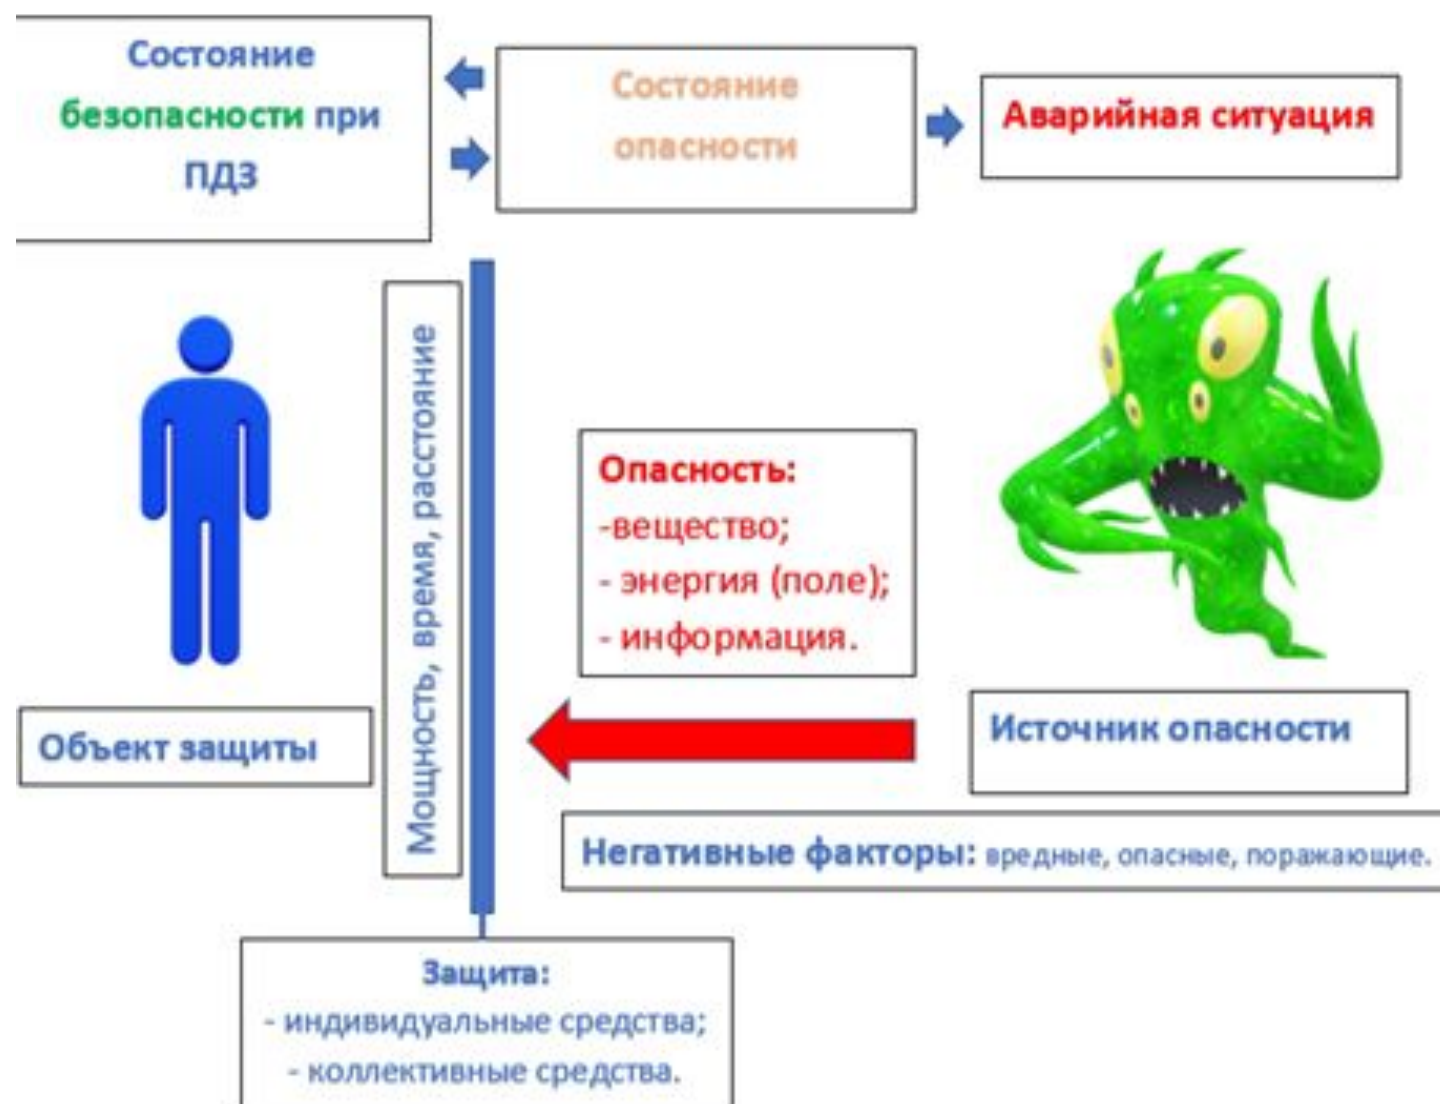 Состояние
безопасности при
ПДЗ
Состояние
опасности
Аварийная ситуация
Мощность, время, расстояние
Опасность:
-вещество;
- энергия (поле);
- информация.
Объект защиты
Источник опасности
Негативные факторы: вредные, опасные, поражающие.
Защита:
- индивидуальные средства;
- коллективные средства.